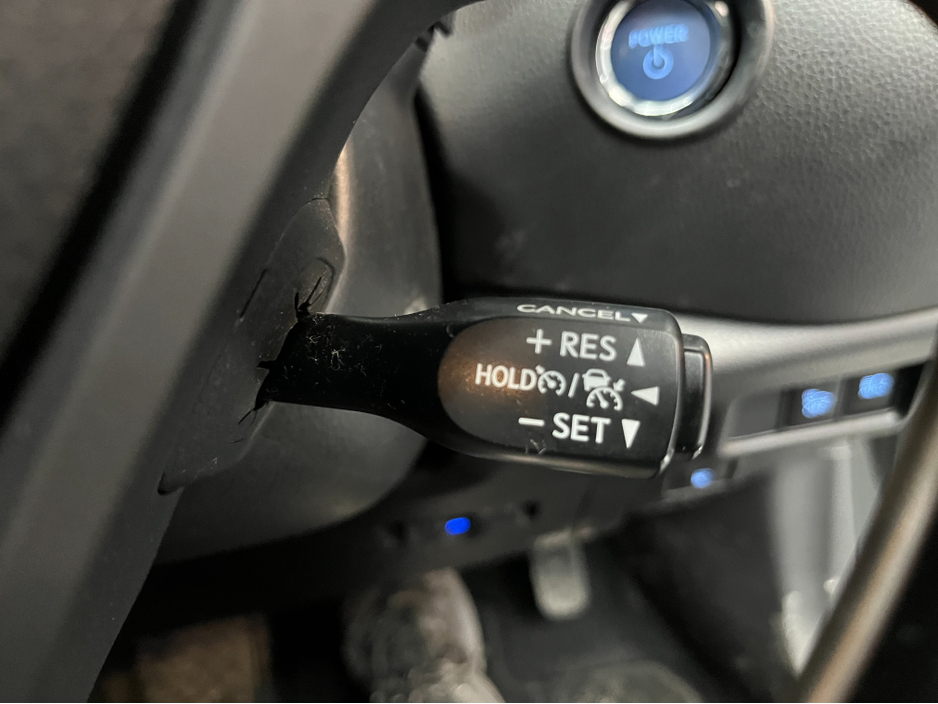 POWER
CANCEL▼
+ RES ▲
HOLD / ◀
− SET ▼